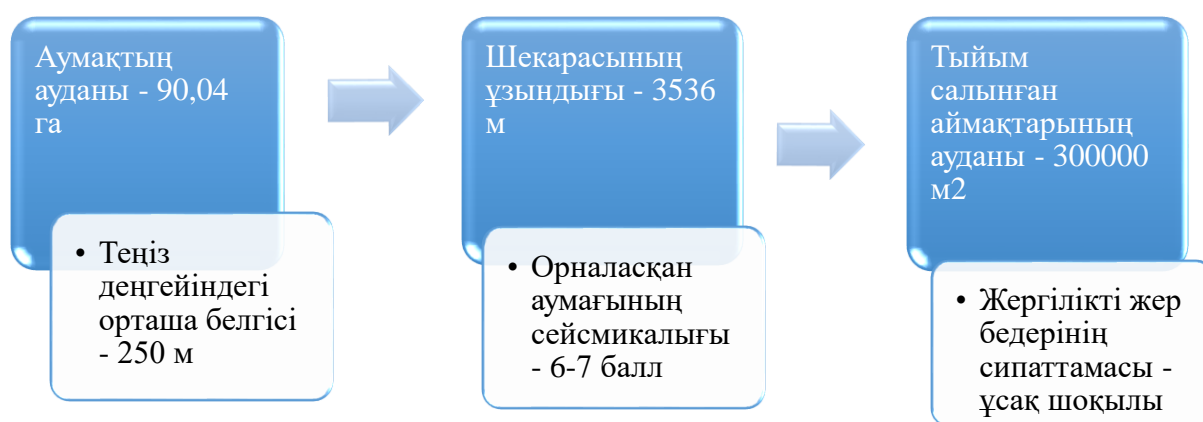 Аумақтың
ауданы - 90,04
га
• Теңіз
деңгейіндегі
орташа белгісі
- 250 м
Шекарасының
ұзындығы - 3536
м
• Орналасқан
аумағының
сейсмикалығы
- 6-7 балл
Тыйым
салынған
аймақтарының
ауданы - 300000
м2
• Жергілікті жер
бедерінің
сипаттамасы -
ұсақ шоқылы